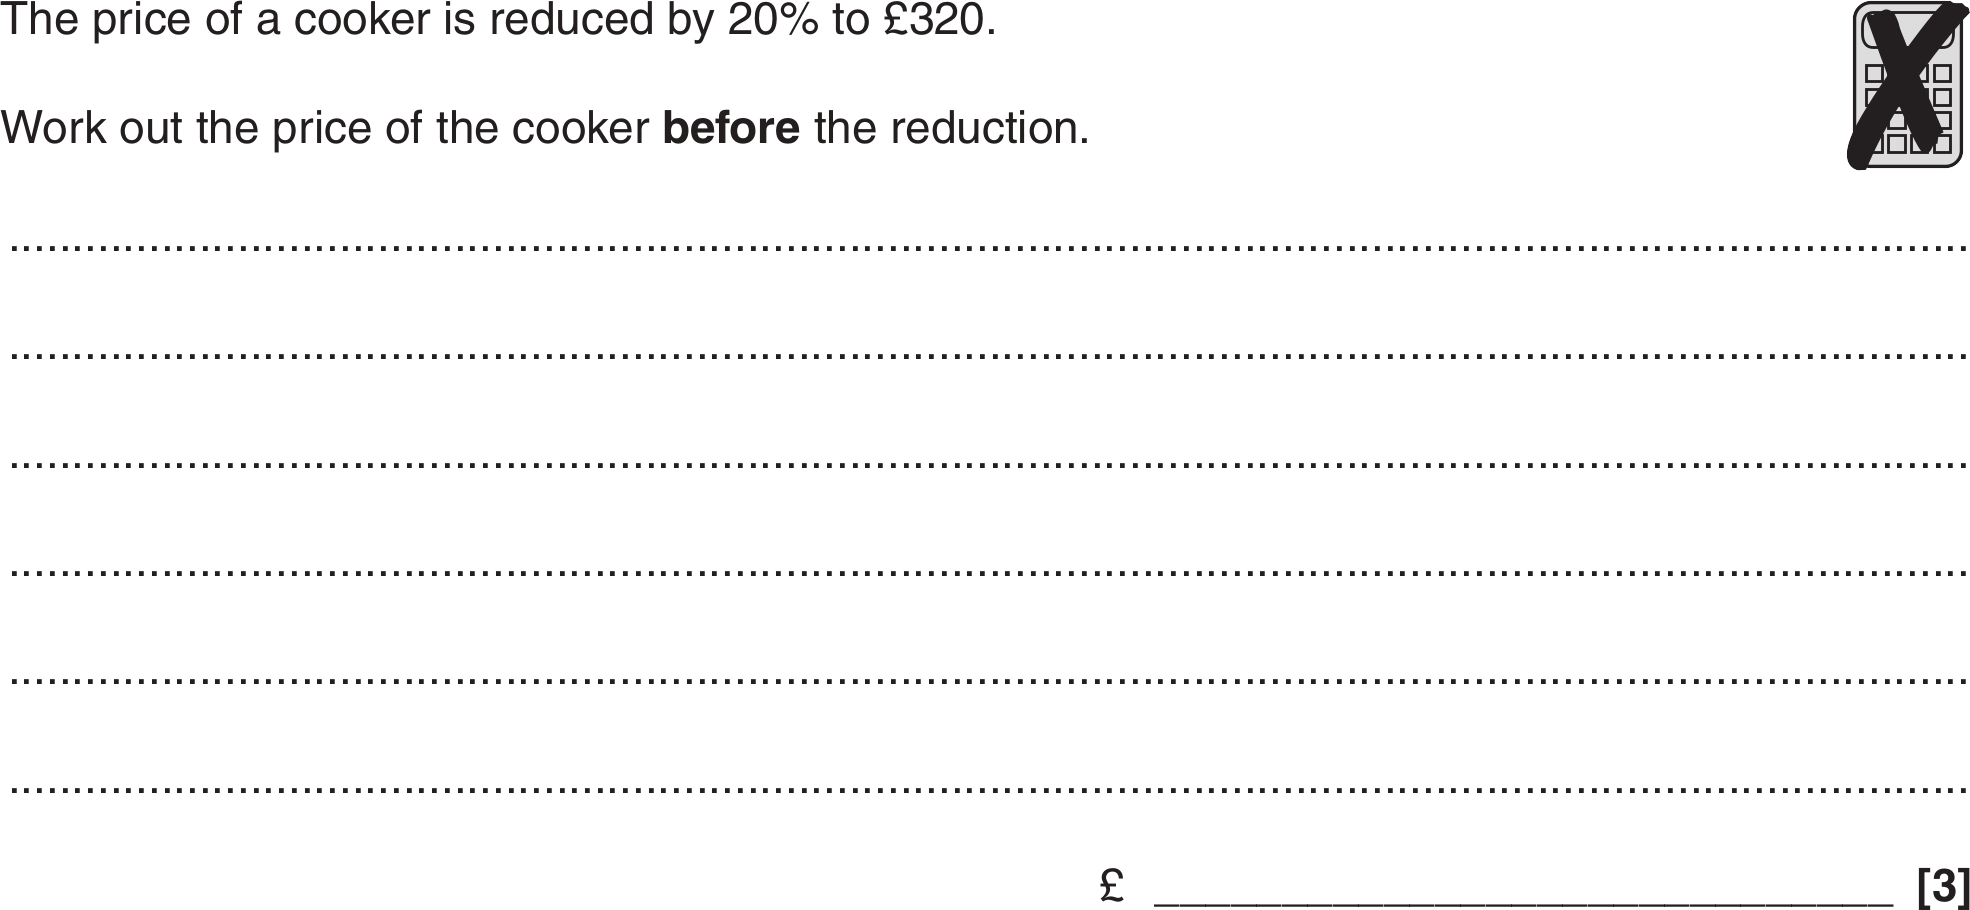 The price of a cooker is reduced by 20% to £320.
Work out the price of the cooker before the reduction.
£ ______________________________ [3]